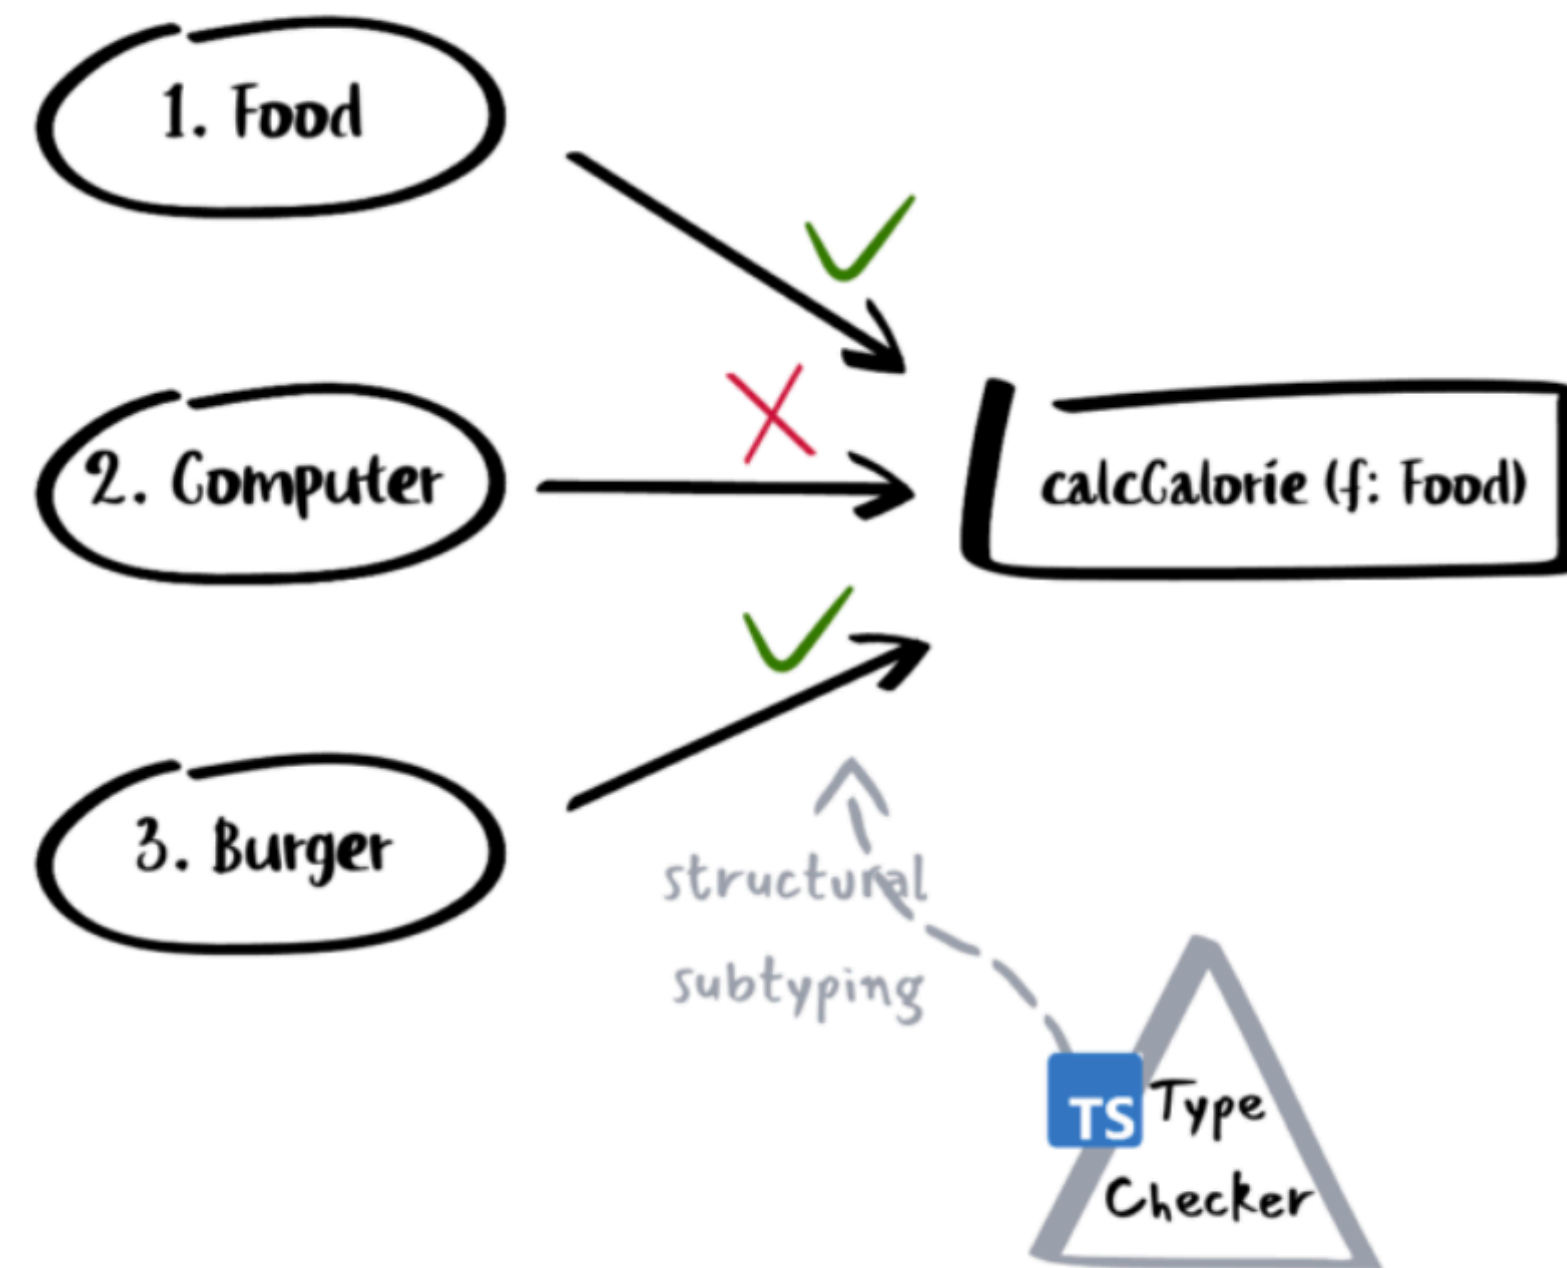 1. Food
2. Computer
calcCalorie (f: Food)
3. Burger
structural
subtyping
TS
Type
Checker